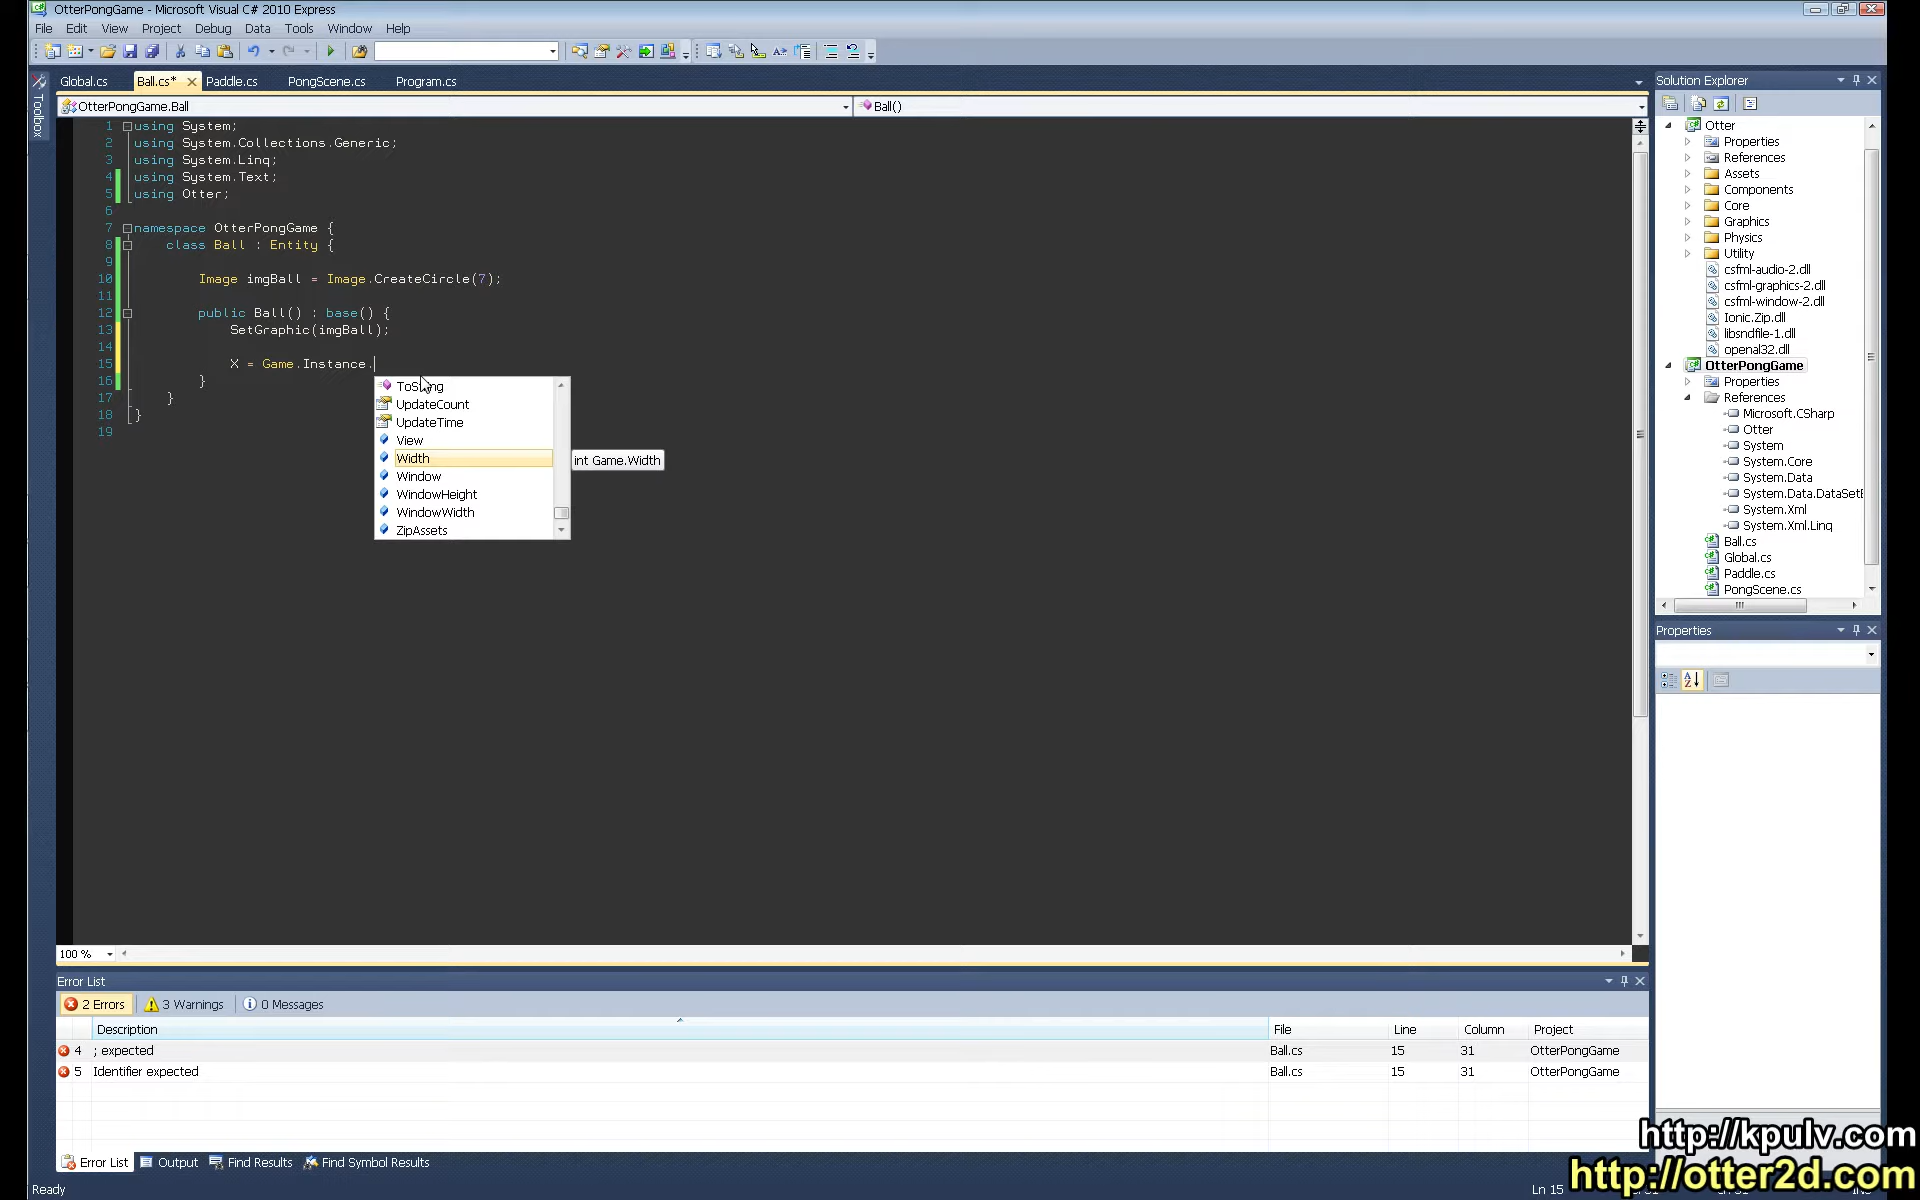 OtterPongGame - Microsoft Visual C# 2010 Express
File Edit View Project Debug Data Tools Window Help
Toolbox
Global.cs Ball.cs* Paddle.cs PongScene.cs Program.cs
OtterPongGame.Ball Ball()
1 using System;
2 using System.Collections.Generic;
3 using System.Linq;
4 using System.Text;
5 using Otter;
6
7 namespace OtterPongGame {
8 class Ball : Entity {
9
10 Image imgBall = Image.CreateCircle(7);
11
12 public Ball() : base() {
13 SetGraphic(imgBall);
14
15 X = Game.Instance.
16 }
17 }
18 }
19
UpdateCount
UpdateTime
View
Width
int Game.Width
Window
WindowHeight
WindowWidth
ZipAssets
100 %
Solution Explorer
Otter
Properties
References
Assets
Components
Core
Graphics
Physics
Utility
csfml-audio-2.dll
csfml-graphics-2.dll
csfml-window-2.dll
Ionic.Zip.dll
libsndfile-1.dll
openal32.dll
OtterPongGame
Properties
References
Microsoft.CSharp
Otter
System
System.Core
System.Data
System.Data.DataSetE
System.Xml
System.Xml.Linq
Ball.cs
Global.cs
Paddle.cs
PongScene.cs
Properties
Error List
2 Errors 3 Warnings 0 Messages
Description File Line Column Project
4 ; expected Ball.cs 15 31 OtterPongGame
5 Identifier expected Ball.cs 15 31 OtterPongGame
Error List Output Find Results Find Symbol Results
Ready Ln 15
http://kpulv.com
http://otter2d.com